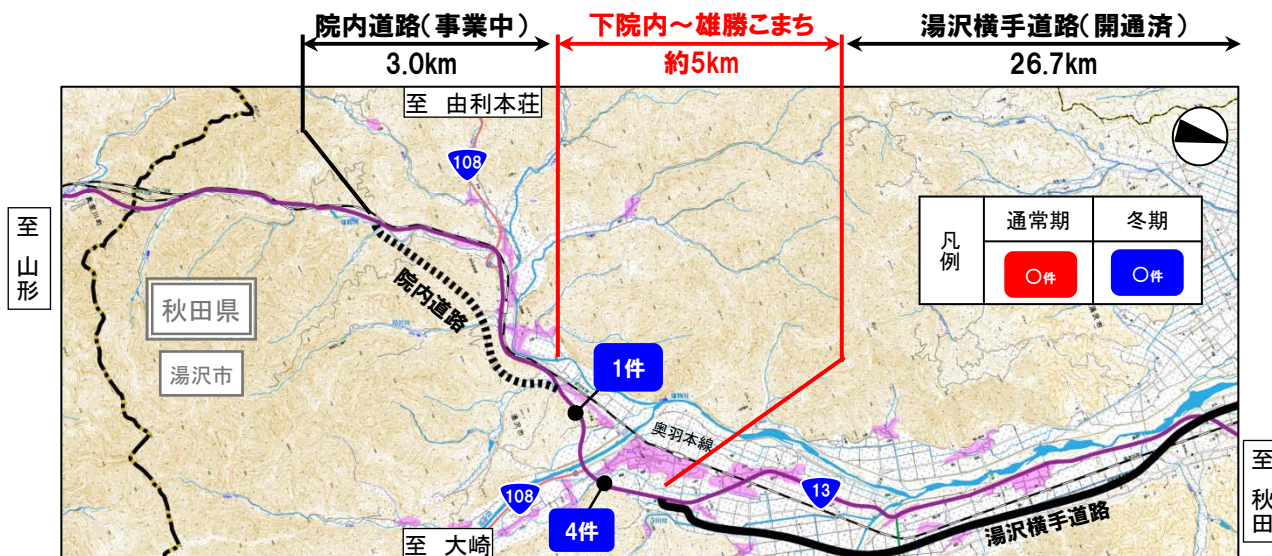 院内道路(事業中)
3.0km
下院内～雄勝こまち
約5km
湯沢横手道路(開通済)
26.7km
至 由利本荘
108
至 山形
秋田県
湯沢市
院内道路
凡例
通常期
冬期
○件
○件
1件
奥羽本線
108
4件
13
至 大崎
湯沢横手道路
至 秋田